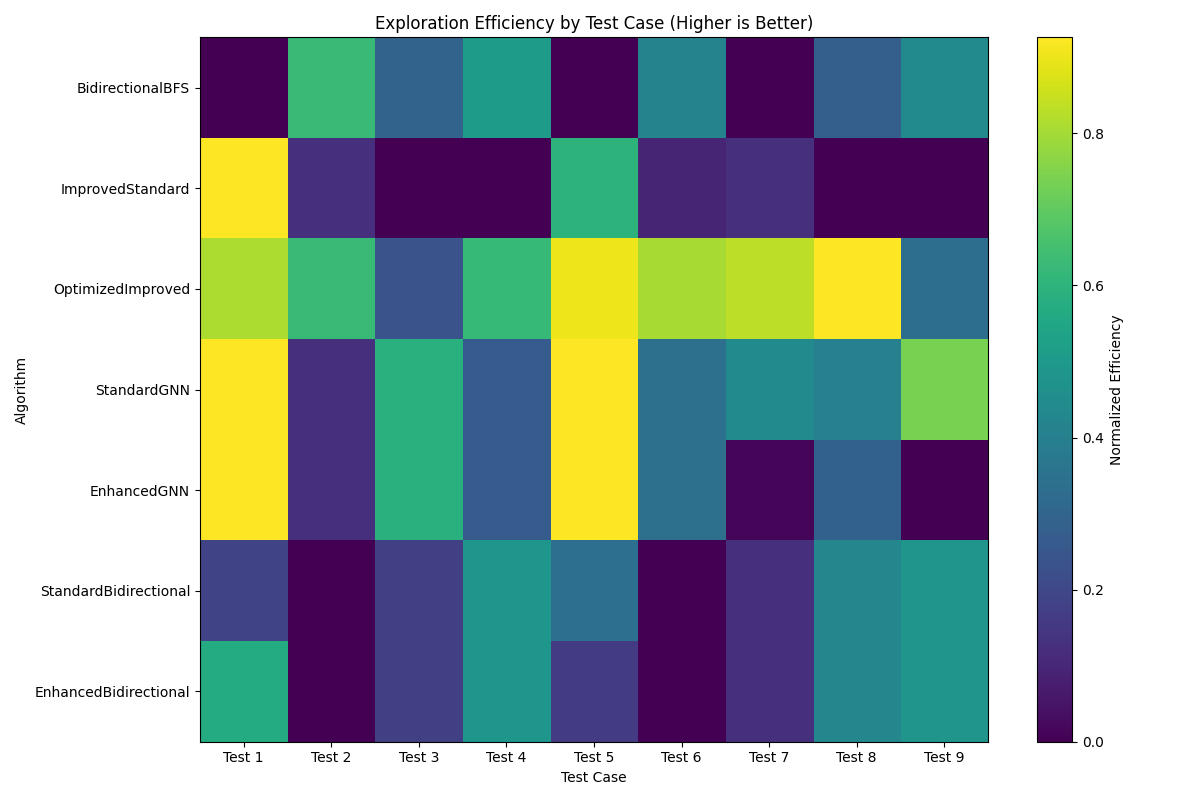 Exploration Efficiency by Test Case (Higher is Better)
BidirectionalBFS
ImprovedStandard
OptimizedImproved
StandardGNN
EnhancedGNN
StandardBidirectional
EnhancedBidirectional
Algorithm
Test 1 Test 2 Test 3 Test 4 Test 5 Test 6 Test 7 Test 8 Test 9
Test Case
0.8
0.6
0.4
0.2
0.0
Normalized Efficiency